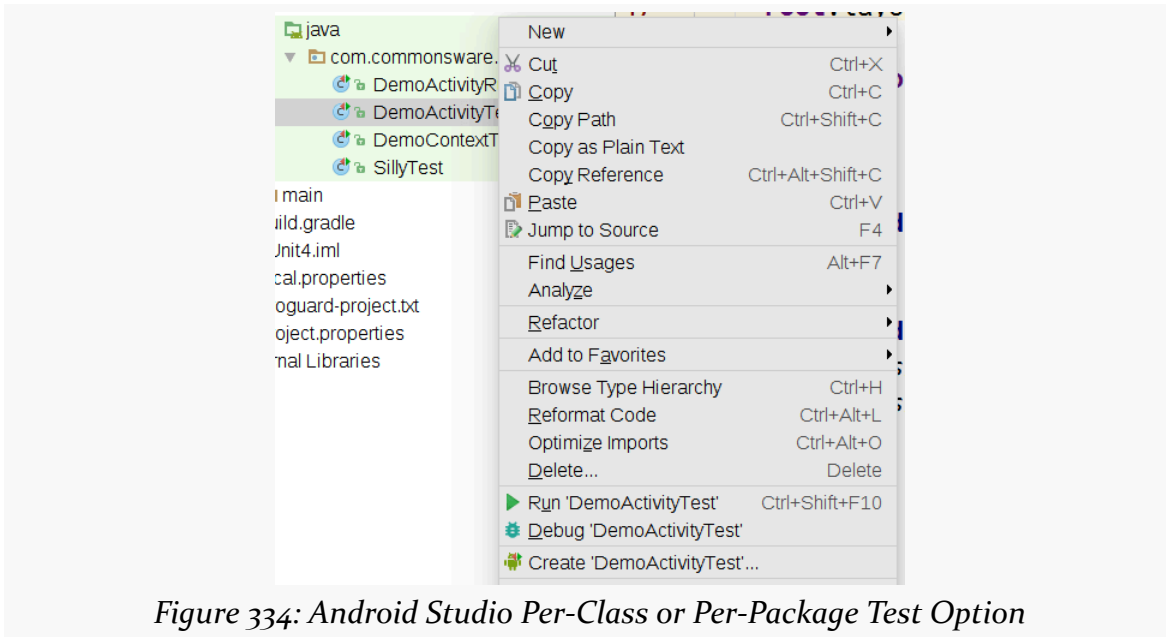 java
com.commonsware.
DemoActivityR
DemoActivityTe
DemoContextT
SillyTest
main
ild.gradle
Unit4.iml
cal.properties
oguard-project.txt
oject.properties
nal Libraries
New
Cut Ctrl+X
Copy Ctrl+C
Copy Path Ctrl+Shift+C
Copy as Plain Text
Copy Reference Ctrl+Alt+Shift+C
Paste Ctrl+V
Jump to Source F4
Find Usages Alt+F7
Analyze
Refactor
Add to Favorites
Browse Type Hierarchy Ctrl+H
Reformat Code Ctrl+Alt+L
Optimize Imports Ctrl+Alt+O
Delete... Delete
Run 'DemoActivityTest' Ctrl+Shift+F10
Debug 'DemoActivityTest'
Create 'DemoActivityTest'...
Figure 334: Android Studio Per-Class or Per-Package Test Option